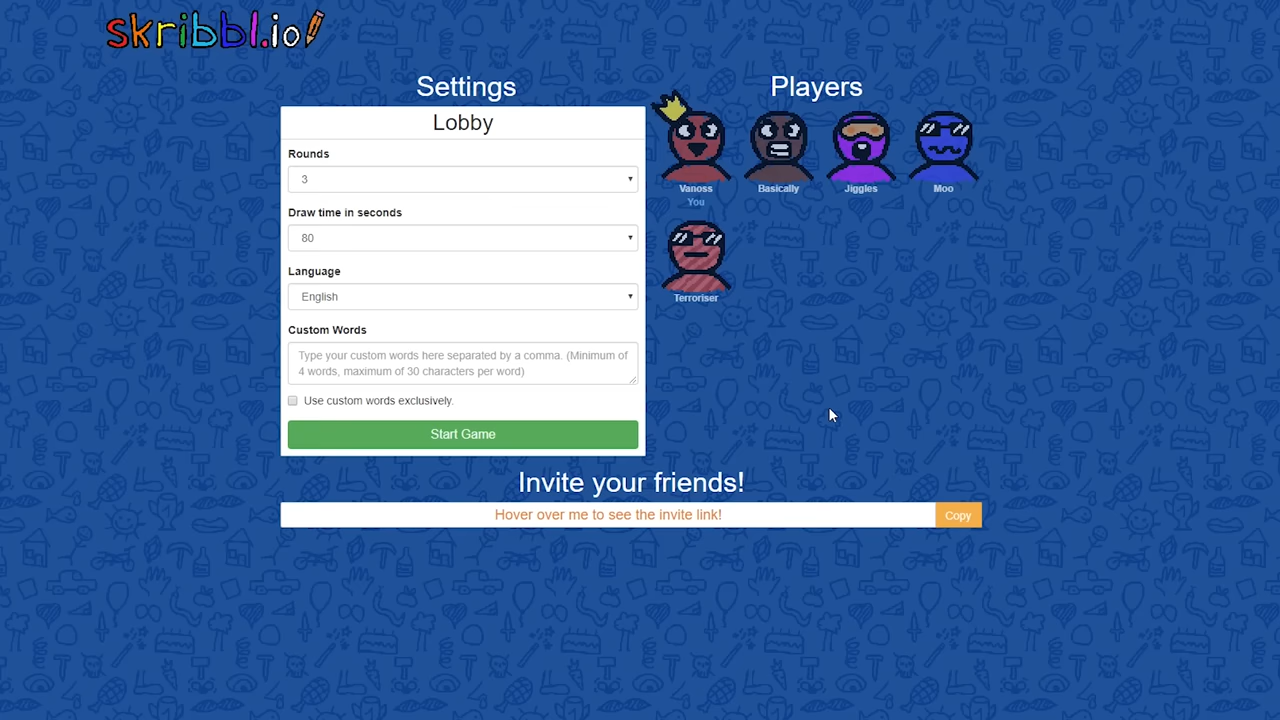 skribbl.io
Settings
Players
Lobby
Rounds
3
Draw time in seconds
80
Language
English
Custom Words
Type your custom words here separated by a comma. (Minimum of
4 words, maximum of 30 characters per word)
Use custom words exclusively.
Start Game
Vanoss
You
Basically
Jiggles
Moo
Terroriser
Invite your friends!
Hover over me to see the invite link!
Copy